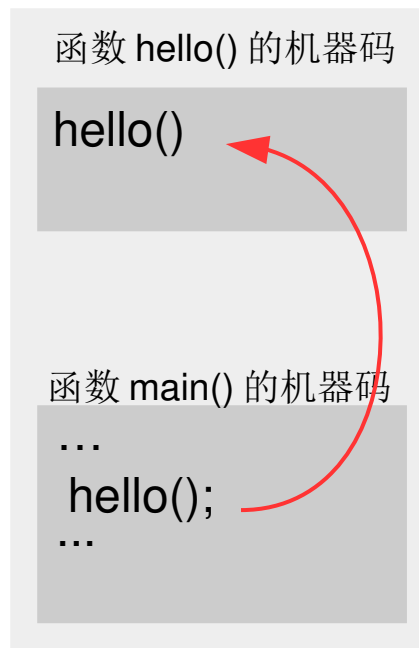 函数 hello() 的机器码
hello()
函数 main() 的机器码
…
hello();
...